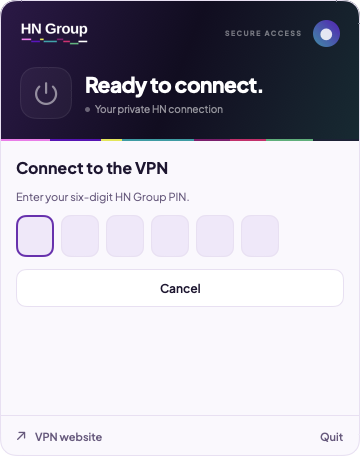 HN Group
SECURE ACCESS
Ready to connect.
Your private HN connection
Connect to the VPN
Enter your six-digit HN Group PIN.
Cancel
VPN website
Quit